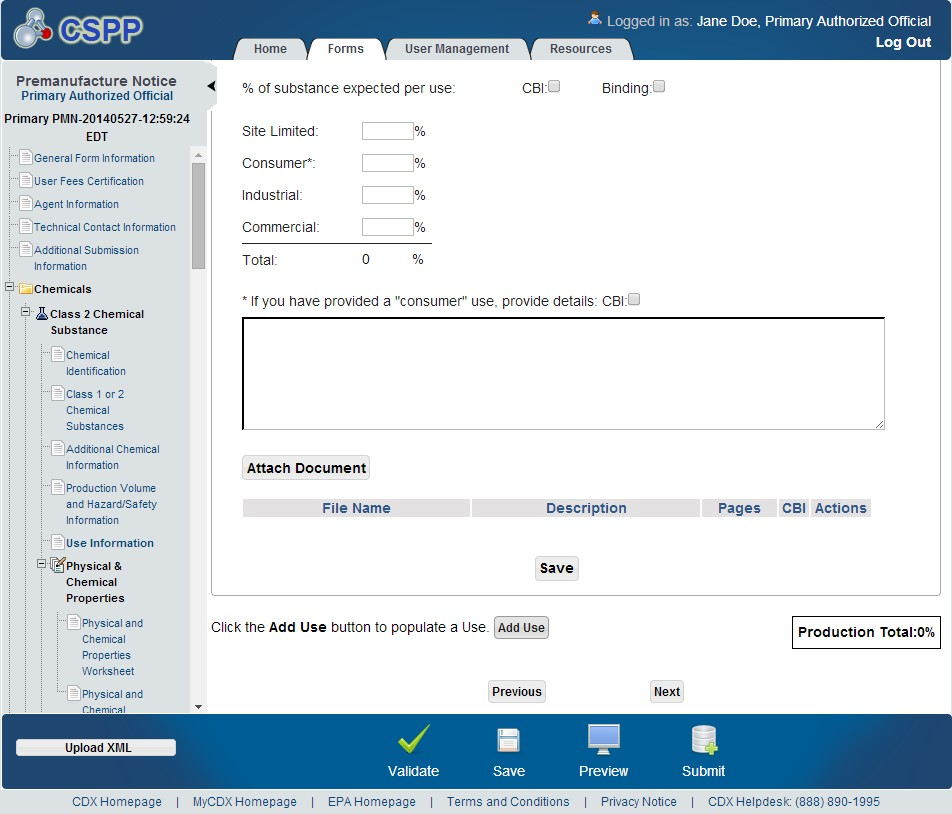 CSPP
Logged in as: Jane Doe, Primary Authorized Official
Log Out
Home
Forms
User Management
Resources
Premanufacture Notice
Primary Authorized Official
Primary PMN-20140527-12:59:24
EDT
General Form Information
User Fees Certification
Agent Information
Technical Contact Information
Additional Submission
Information
Chemicals
Class 2 Chemical
Substance
Chemical
Identification
Class 1 or 2
Chemical
Substances
Additional Chemical
Information
Production Volume
and Hazard/Safety
Information
Use Information
Physical &
Chemical
Properties
Physical and
Chemical
Properties
Worksheet
Physical and
Chemical
% of substance expected per use: CBI: Binding:
Site Limited: %
Consumer*: %
Industrial: %
Commercial: %
Total: 0 %
* If you have provided a "consumer" use, provide details: CBI:
Attach Document
File Name Description Pages CBI Actions
Save
Click the Add Use button to populate a Use. Add Use
Production Total:0%
Previous Next
Upload XML
Validate Save Preview Submit
CDX Homepage | MyCDX Homepage | EPA Homepage | Terms and Conditions | Privacy Notice | CDX Helpdesk: (888) 890-1995